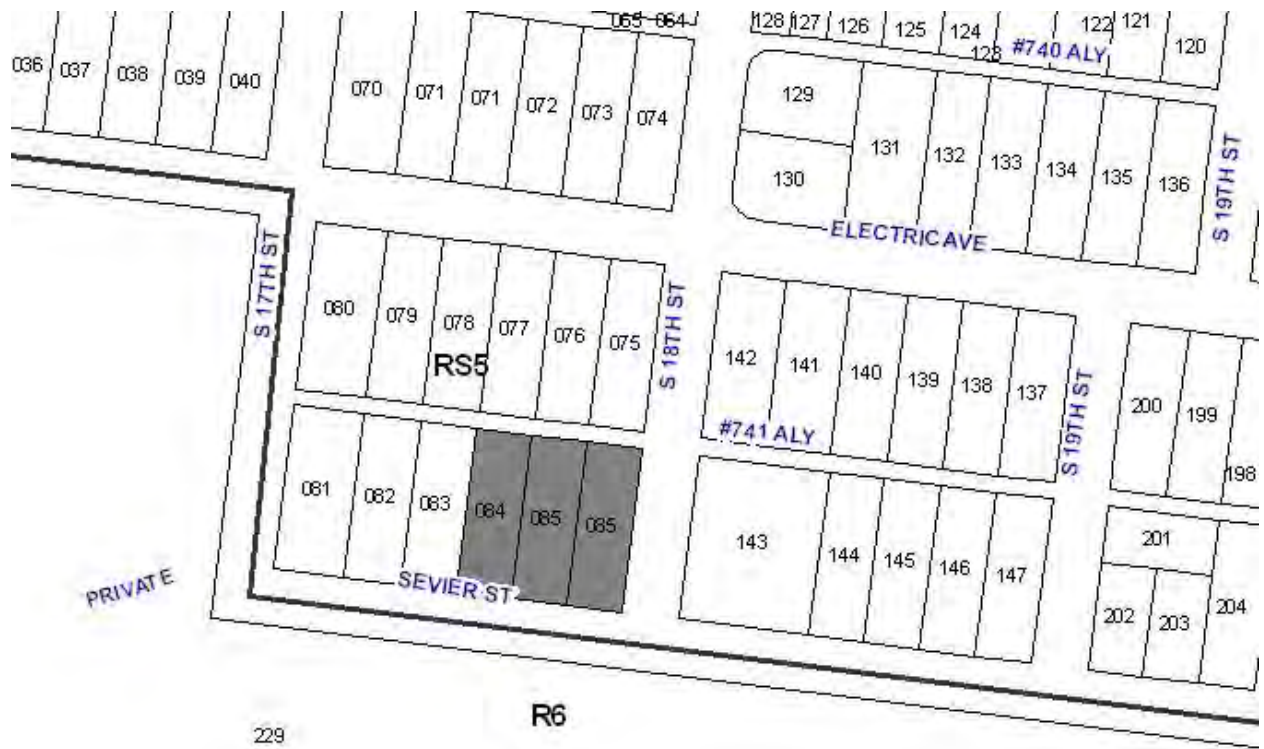 065 064
128 127 126 125 124 123 122 121 120
#740 ALY
036 037 038 039 040
070 071 071 072 073 074
129
130
131 132 133 134 135 136
S 19TH ST
ELECTRIC AVE
S 17TH ST
080 079 078 077 076 075
RS5
S 18TH ST
142 141 140 139 138 137
#741 ALY
S 19TH ST
200 199 198
081 082 083 084 085 085
SEVIER ST
143 144 145 146 147
201
202 203 204
PRIVATE
R6
229